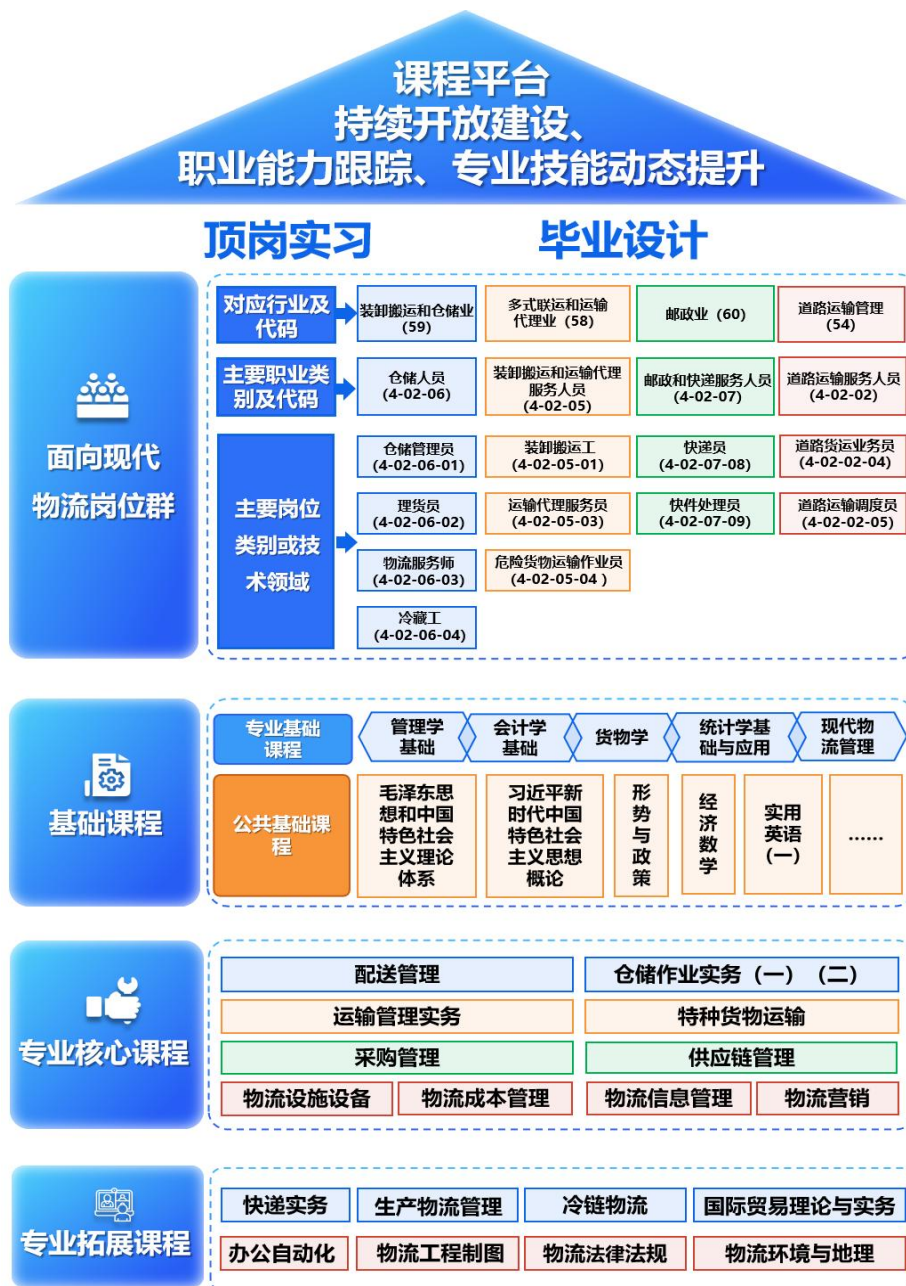 课程平台
持续开放建设、
职业能力跟踪、专业技能动态提升
顶岗实习
毕业设计
面向现代
物流岗位群
对应行业及
代码
装卸搬运和仓储业
(59)
多式联运和运输
代理业（58）
邮政业（60）
道路运输管理
(54)
主要职业类
别及代码
仓储人员
(4-02-06)
装卸搬运和运输代理
服务人员
(4-02-05)
邮政和快递服务人员
(4-02-07)
道路运输服务人员
(4-02-02)
主要岗位
类别或技
术领域
仓储管理员
(4-02-06-01)
装卸搬运工
(4-02-05-01)
快递员
(4-02-07-08)
道路货运业务员
(4-02-02-04)
理货员
(4-02-06-02)
运输代理服务员
(4-02-05-03)
快件处理员
(4-02-07-09)
道路运输调度员
(4-02-02-05)
物流服务师
(4-02-06-03)
危险货物运输作业员
(4-02-05-04 )
冷藏工
(4-02-06-04)
基础课程
专业基础
课程
管理学
基础
会计学
基础
货物学
统计学基
础与应用
现代物
流管理
公共基础课
程
毛泽东思
想和中国
特色社会
主义理论
体系
习近平新
时代中国
特色社会
主义思想
概论
形势与政策
经济数学
实用
英语
(一)
......
专业核心课程
配送管理
仓储作业实务（一）（二）
运输管理实务
特种货物运输
采购管理
供应链管理
物流设施设备
物流成本管理
物流信息管理
物流营销
专业拓展课程
快递实务
生产物流管理
冷链物流
国际贸易理论与实务
办公自动化
物流工程制图
物流法律法规
物流环境与地理